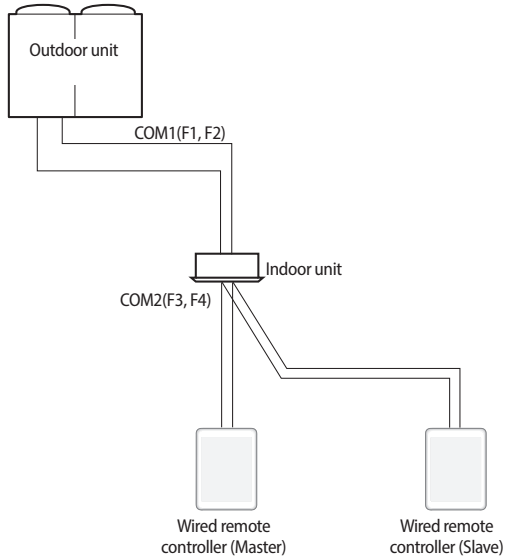 Outdoor unit
COM1(F1, F2)
Indoor unit
COM2(F3, F4)
Wired remote
controller (Master)
Wired remote
controller (Slave)